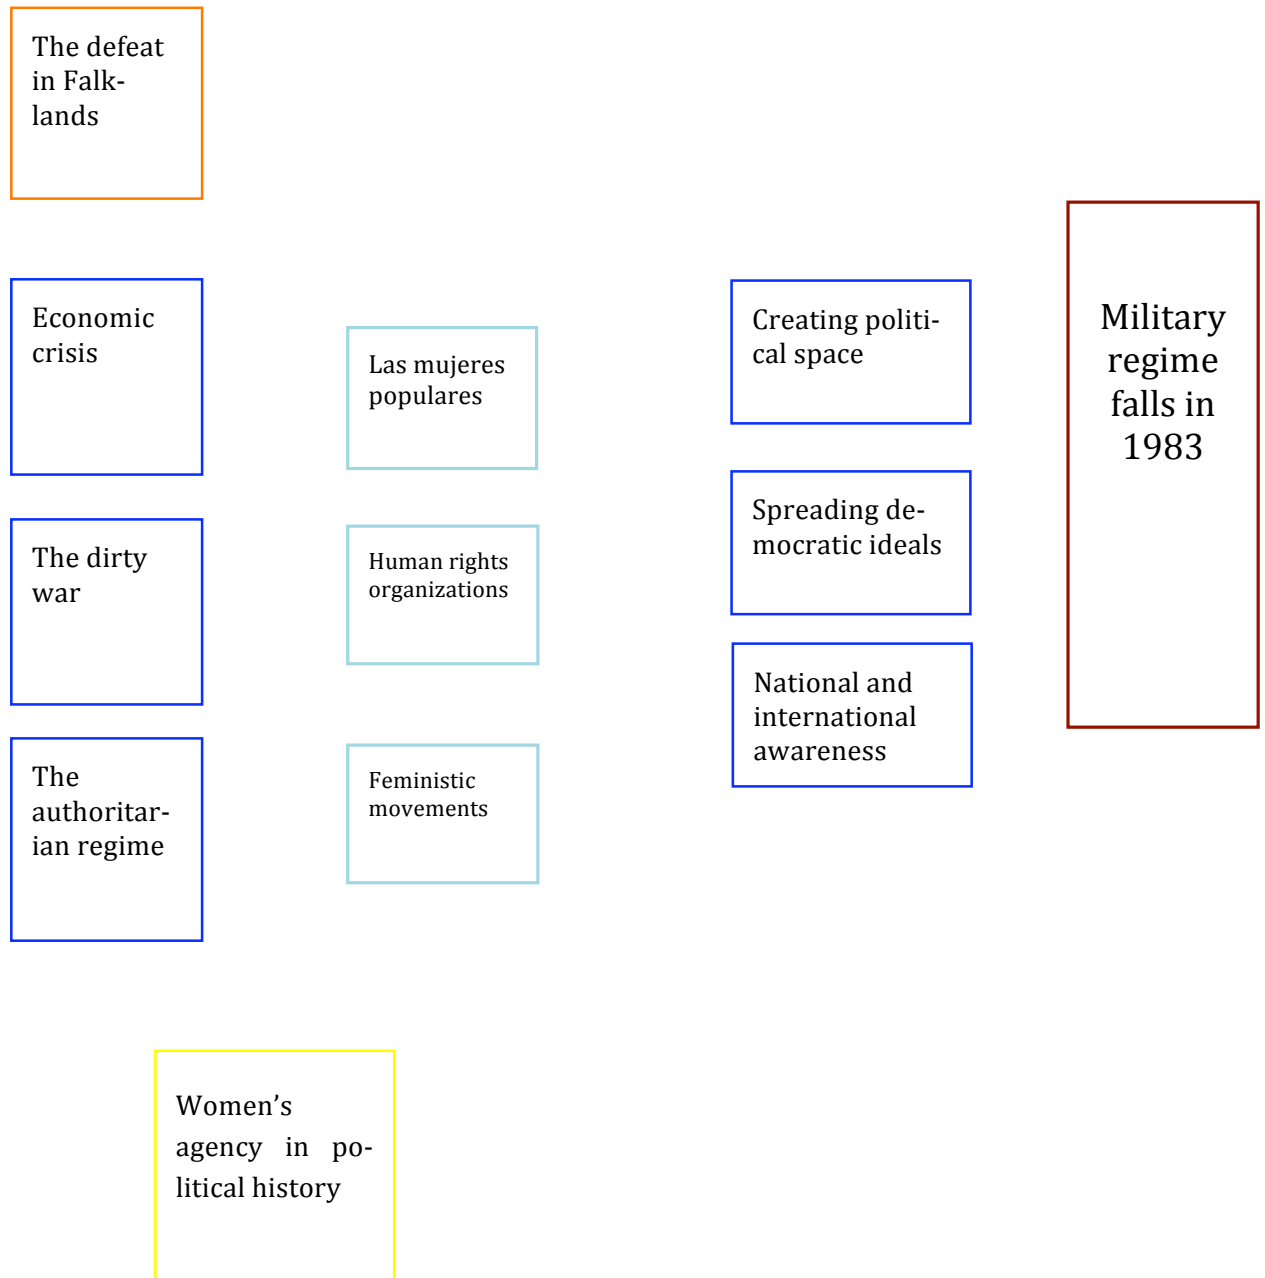 The defeat
in Falk-
lands
Economic
crisis
The dirty
war
The
authoritar-
ian regime
Las mujeres
populares
Human rights
organizations
Feministic
movements
Creating politi-
cal space
Spreading de-
mocratic ideals
National and
international
awareness
Military
regime
falls in
1983
Women’s
agency in po-
litical history